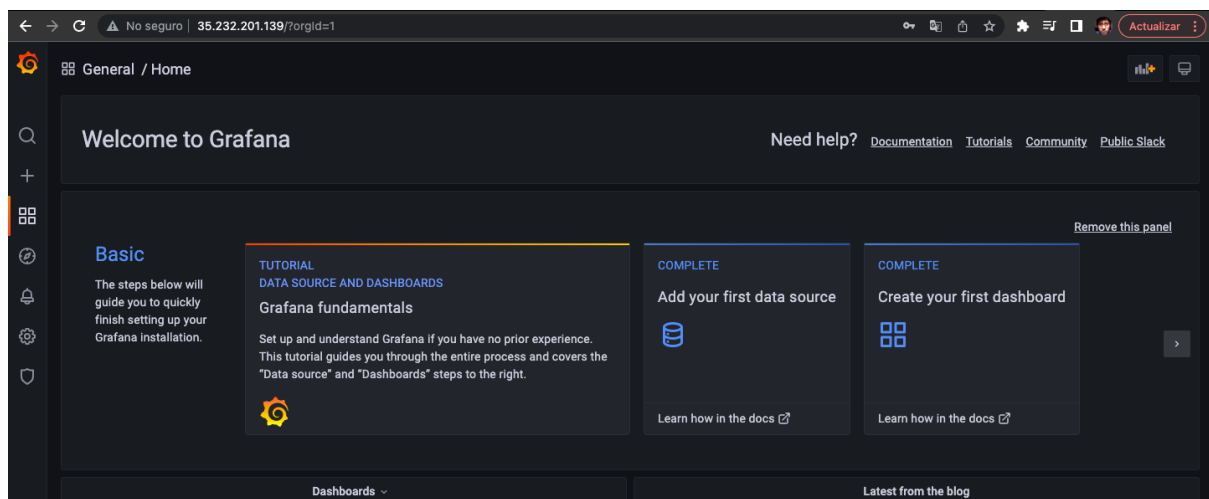 No seguro | 35.232.201.139/?orgId=1
Actualizar
General / Home
Welcome to Grafana
Need help? Documentation Tutorials Community Public Slack
Remove this panel
Basic
The steps below will
guide you to quickly
finish setting up your
Grafana installation.
TUTORIAL
DATA SOURCE AND DASHBOARDS
Grafana fundamentals
Set up and understand Grafana if you have no prior experience.
This tutorial guides you through the entire process and covers the
"Data source" and "Dashboards" steps to the right.
COMPLETE
Add your first data source
Learn how in the docs
COMPLETE
Create your first dashboard
Learn how in the docs
Dashboards
Latest from the blog